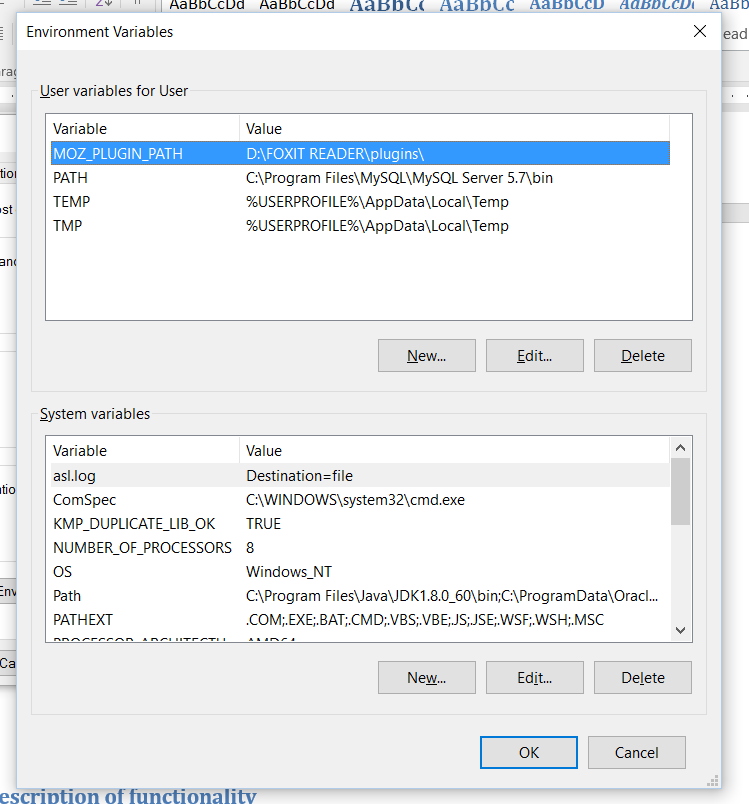 AaBbCcDd AaBbCcDd AaBbCc AaBbCc AaBbCcD AaBbCcDc AaBb
Environment Variables
ead
User variables for User
Variable Value
MOZ_PLUGIN_PATH D:\FOXIT READER\plugins\
PATH C:\Program Files\MySQL\MySQL Server 5.7\bin
TEMP %USERPROFILE%\AppData\Local\Temp
TMP %USERPROFILE%\AppData\Local\Temp
New... Edit... Delete
System variables
Variable Value
asl.log Destination=file
ComSpec C:\WINDOWS\system32\cmd.exe
KMP_DUPLICATE_LIB_OK TRUE
NUMBER_OF_PROCESSORS 8
OS Windows_NT
Path C:\Program Files\Java\JDK1.8.0_60\bin;C:\ProgramData\Oracl...
PATHEXT .COM;.EXE;.BAT;.CMD;.VBS;.VBE;.JS;.JSE;.WSF;.WSH;.MSC
PROCESSOR_ARCHITECTU... AMD64
New... Edit... Delete
OK Cancel
escription of functionality